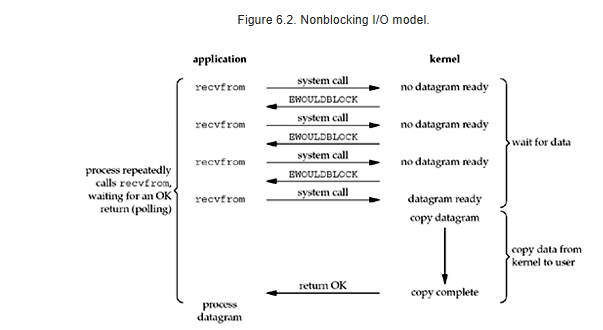 Figure 6.2. Nonblocking I/O model.
application kernel
recvfrom system call no datagram ready
EWOULDBLOCK
recvfrom system call no datagram ready
EWOULDBLOCK
wait for data
recvfrom system call no datagram ready
process repeatedly
calls recvfrom,
waiting for an OK
return (polling)
EWOULDBLOCK
recvfrom system call datagram ready
copy datagram
copy data from
kernel to user
return OK copy complete
process
datagram